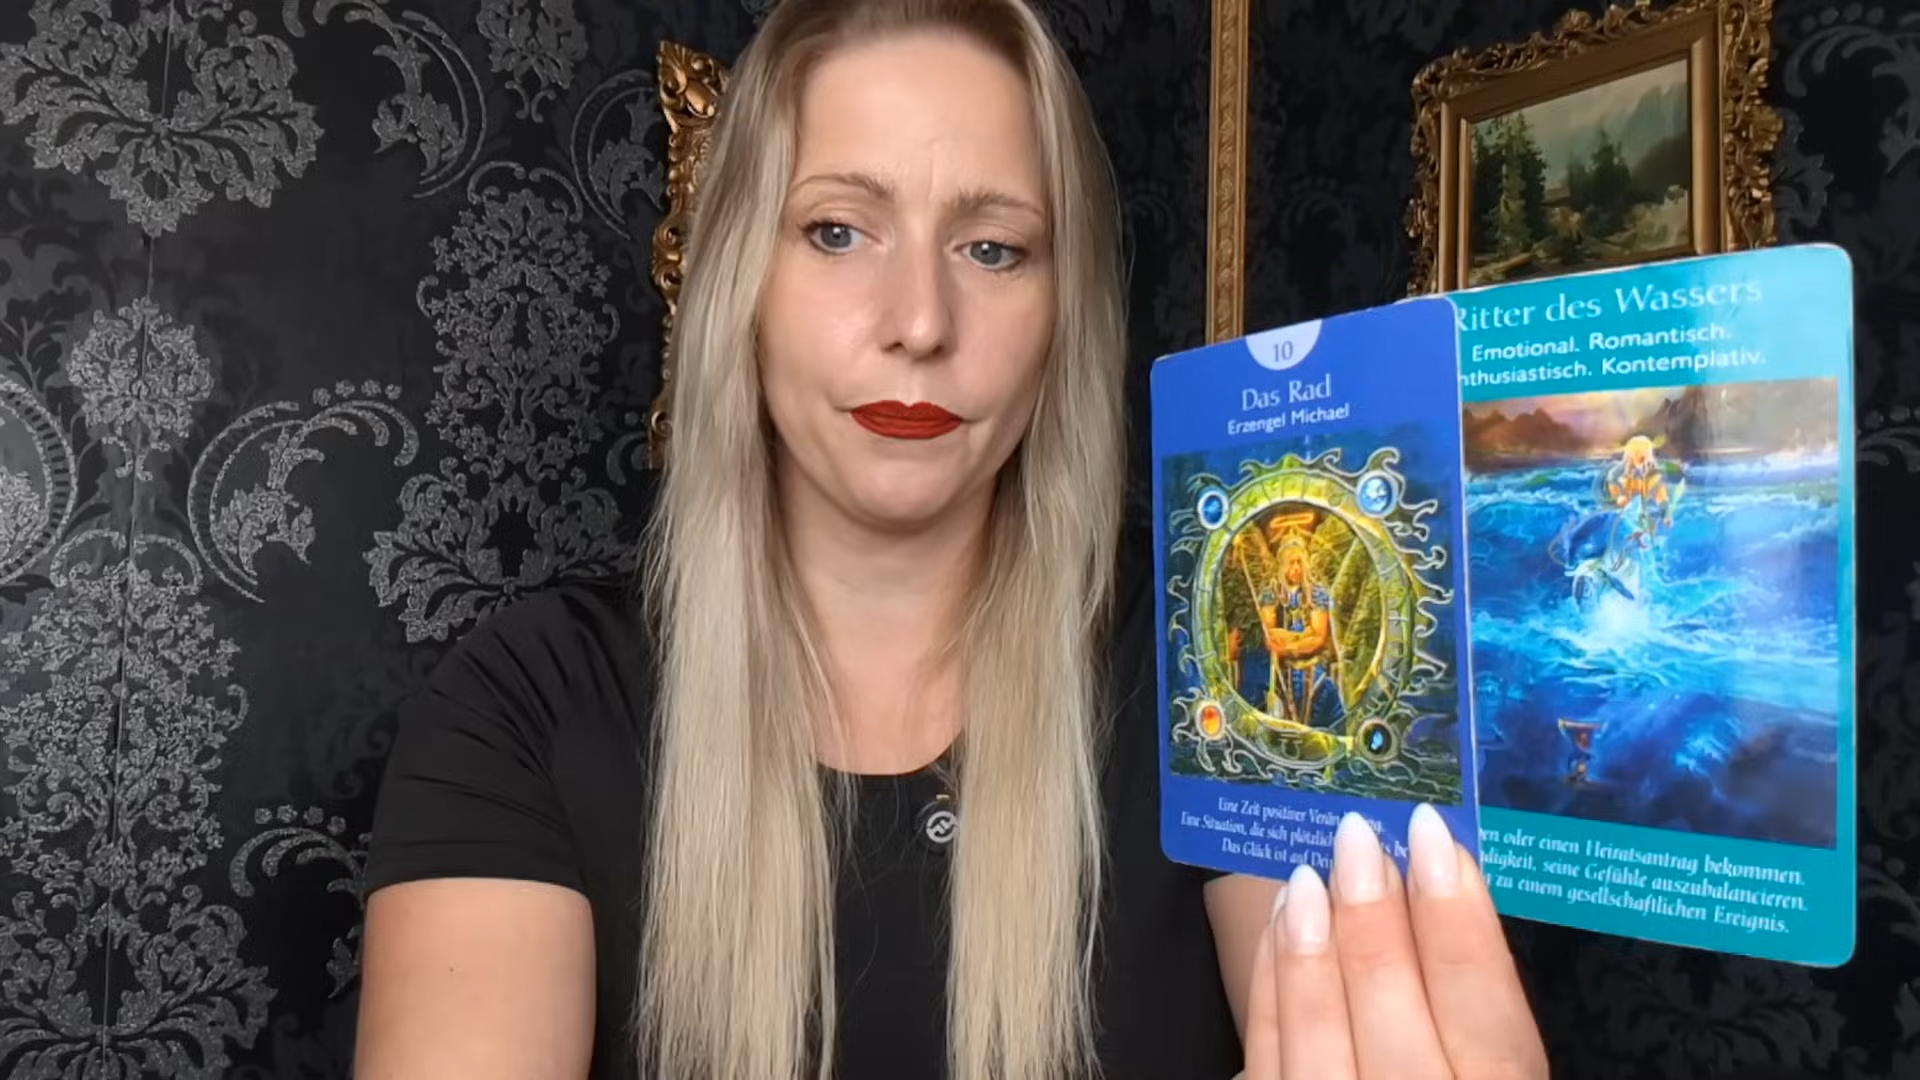 10
Das Rad
Erzengel Michael
Eine Zeit positiver
Eine Situation, die sich plötzlich
Das Glück ist auf
Ritter des Wassers
Emotional. Romantisch.
Kontemplativ.
oder einen Heiratsantrag bekommen.
seine Gefühle auszubalancieren.
zu einem gesellschaftlichen Ereignis.